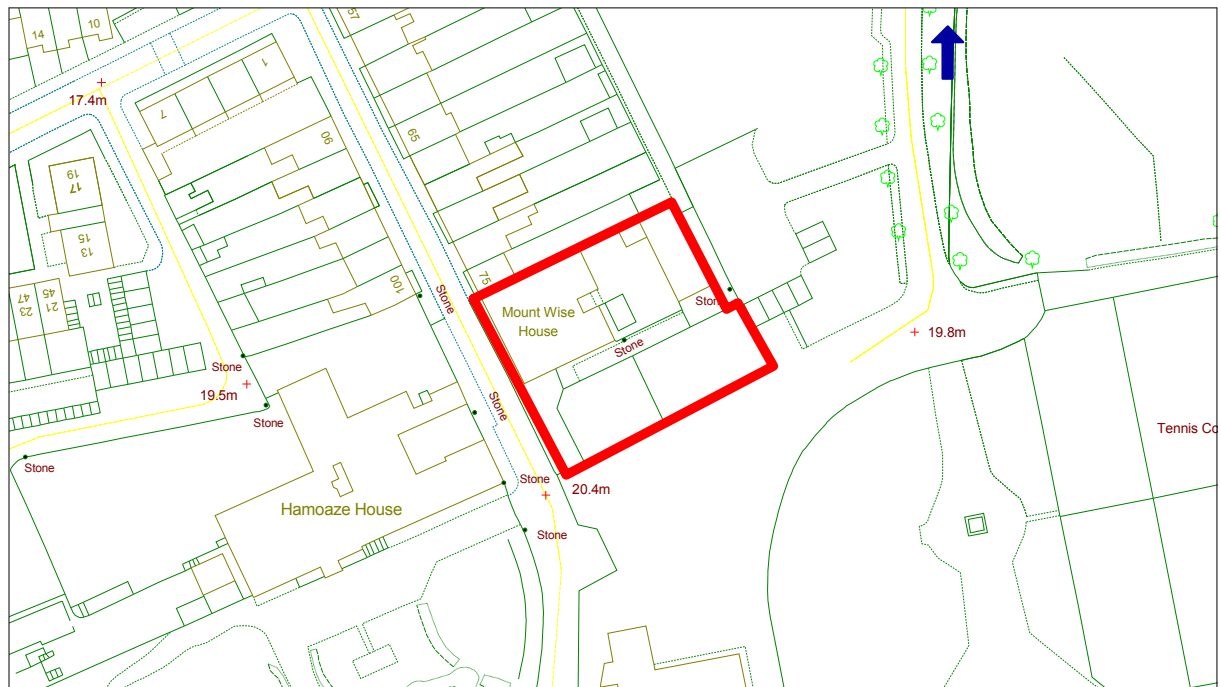 14
10
57
1
17.4m
7
65
90
19
17
15
13
75
100
Stone
Stone
45
21
47
23
Mount Wise
House
Stone
19.8m
Stone
19.5m
Stone
Stone
Tennis Co
Stone
Stone
20.4m
Hamoaze House
Stone